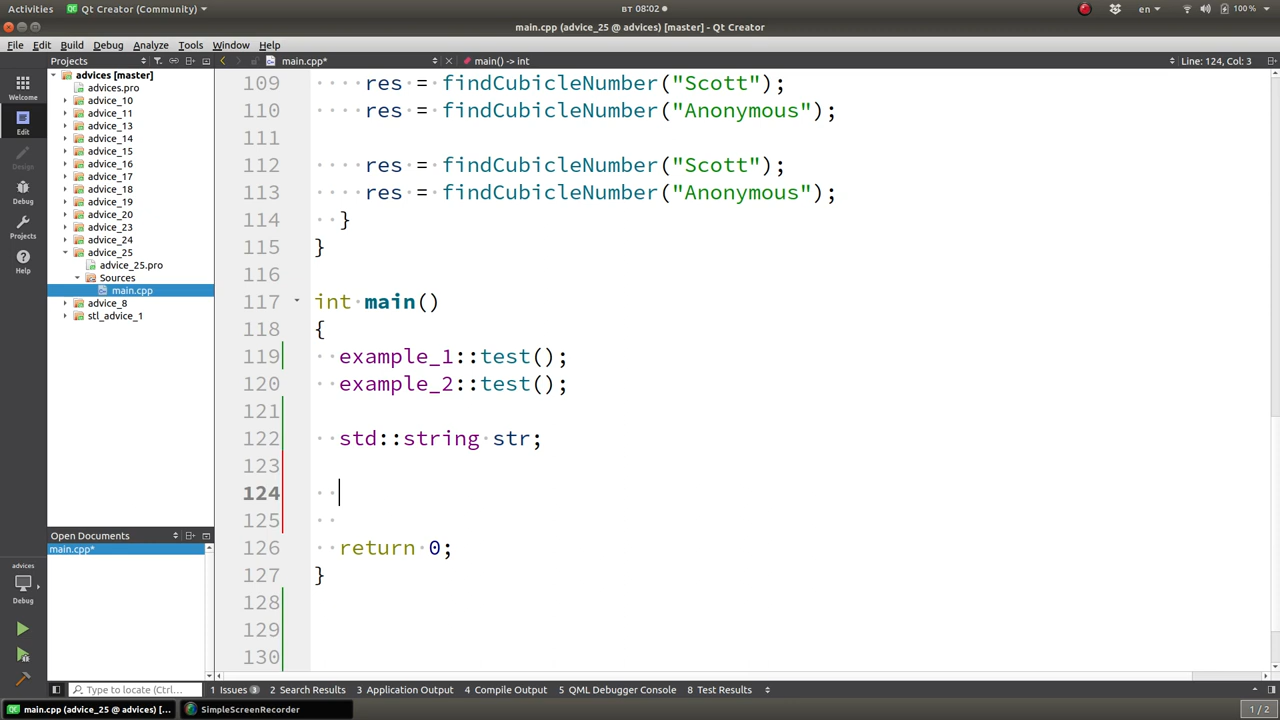 Activities
Qt Creator (Community)
вт 08:02
en
100 %
main.cpp (advice_25 @ advices) [master] - Qt Creator
File Edit Build Debug Analyze Tools Window Help
Projects
main.cpp*
main() -> int
Line: 124, Col: 3
Welcome
Edit
Design
Debug
Projects
Help
advices
Debug
advices [master]
advices.pro
advice_10
advice_11
advice_13
advice_14
advice_15
advice_16
advice_17
advice_18
advice_19
advice_20
advice_23
advice_24
advice_25
advice_25.pro
Sources
main.cpp
advice_8
stl_advice_1
Open Documents
main.cpp*
109 res = findCubicleNumber("Scott");
110 res = findCubicleNumber("Anonymous");
111
112 res = findCubicleNumber("Scott");
113 res = findCubicleNumber("Anonymous");
114 }
115 }
116
117 int main()
118 {
119 example_1::test();
120 example_2::test();
121
122 std::string str;
123
124
125
126 return 0;
127 }
128
129
130
Type to locate (Ctrl...
1 Issues 3
2 Search Results
3 Application Output
4 Compile Output
5 QML Debugger Console
8 Test Results
main.cpp (advice_25 @ advices) [...
SimpleScreenRecorder
1 / 2